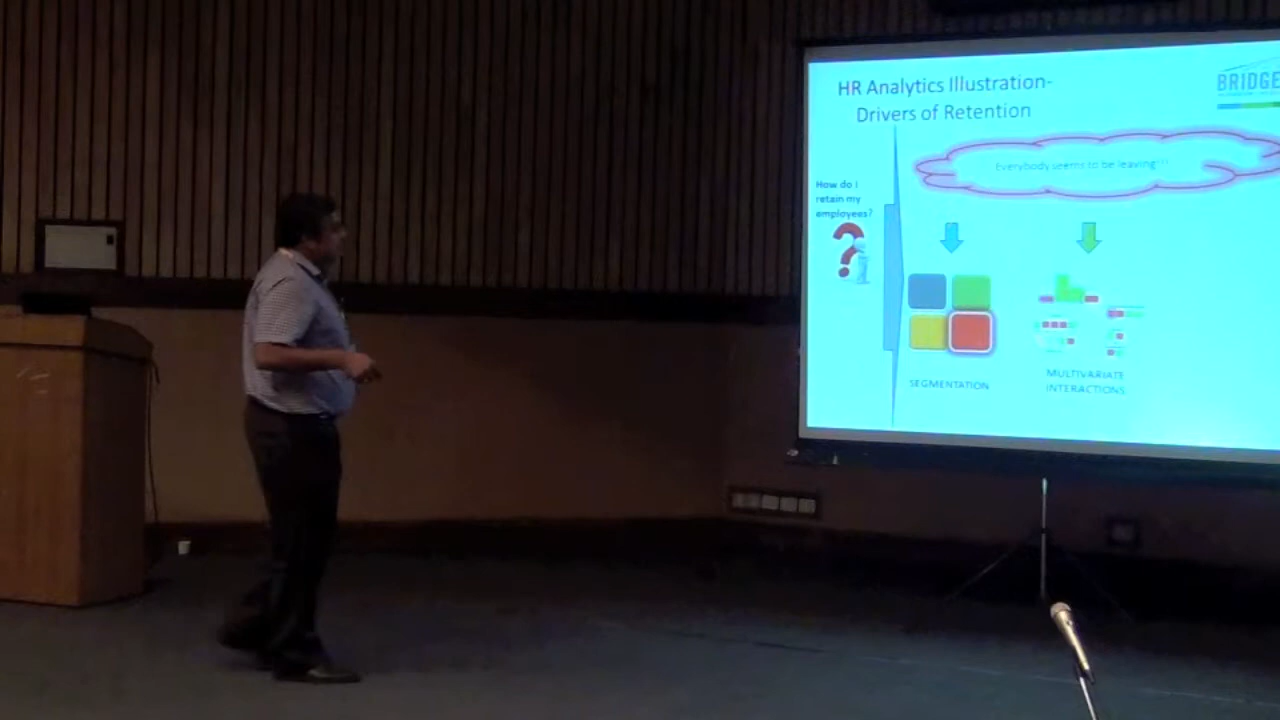 HR Analytics Illustration-
Drivers of Retention
BRIDGE
Everybody seems to be leaving!!!
How do I
retain my
employees?
SEGMENTATION
MULTIVARIATE
INTERACTIONS